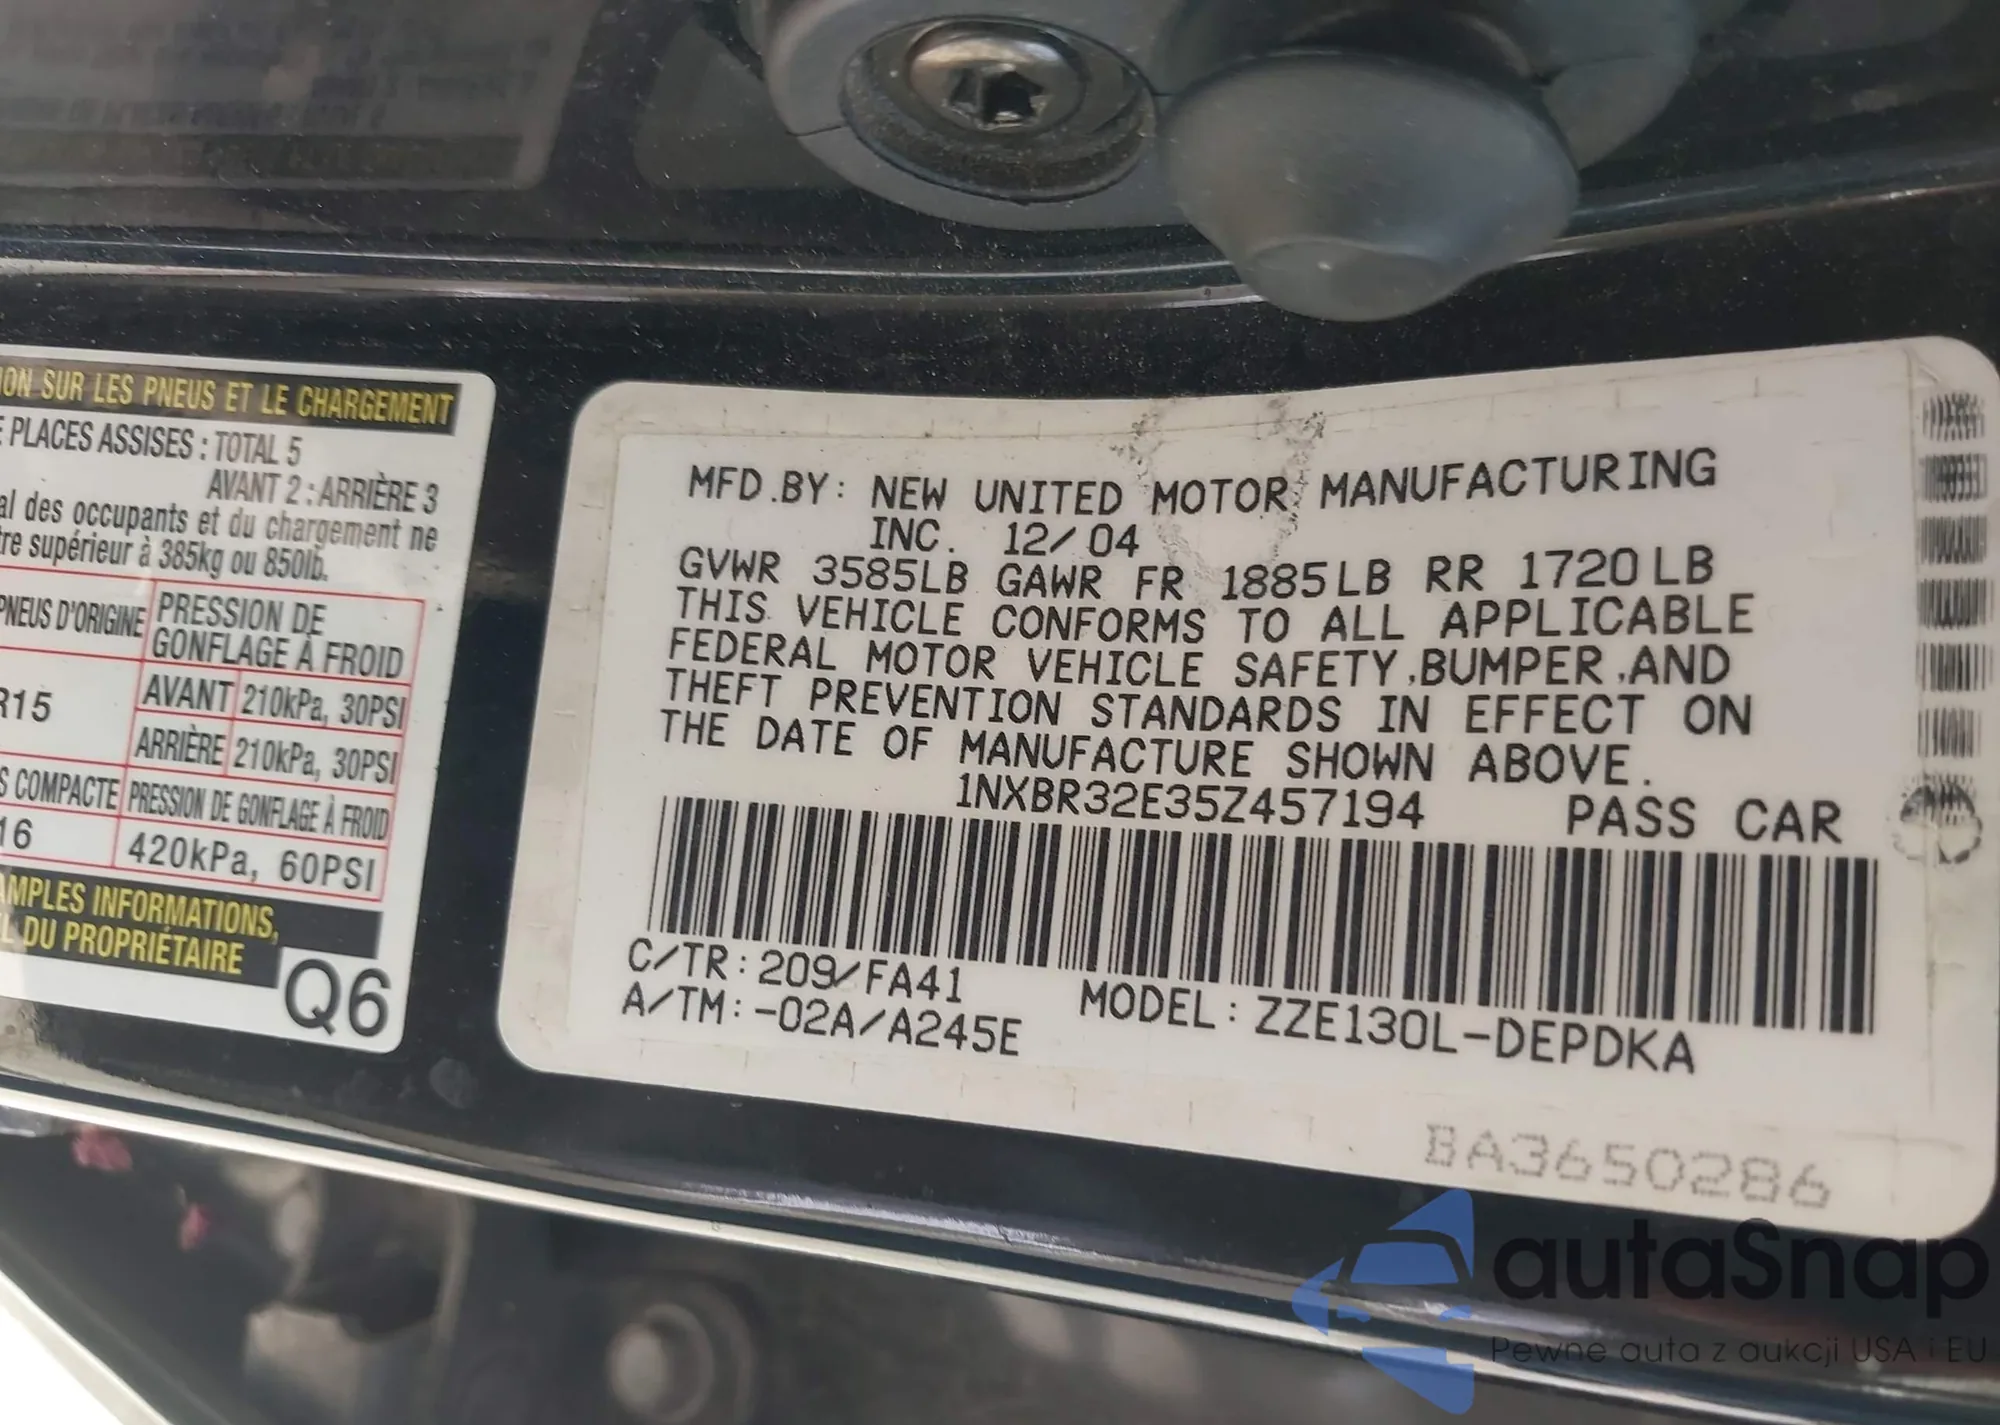 ION SUR LES PNEUS ET LE CHARGEMENT
E PLACES ASSISES : TOTAL 5
AVANT 2 : ARRIÈRE 3
al des occupants et du chargement ne
tre supérieur à 385kg ou 850lb.
PNEUS D'ORIGINE PRESSION DE
GONFLAGE À FROID
R15 AVANT 210kPa, 30PSI
ARRIÈRE 210kPa, 30PSI
S COMPACTE PRESSION DE GONFLAGE À FROID
16 420kPa, 60PSI
AMPLES INFORMATIONS,
L DU PROPRIÉTAIRE
Q6
MFD.BY: NEW UNITED MOTOR MANUFACTURING
INC. 12/04
GVWR 3585LB GAWR FR 1885LB RR 1720LB
THIS VEHICLE CONFORMS TO ALL APPLICABLE
FEDERAL MOTOR VEHICLE SAFETY,BUMPER,AND
THEFT PREVENTION STANDARDS IN EFFECT ON
THE DATE OF MANUFACTURE SHOWN ABOVE.
1NXBR32E35Z457194 PASS CAR
C/TR:209/FA41
A/TM:-02A/A245E MODEL:ZZE130L-DEPDKA
BA3650286
autaSnap
Pewne auta z aukcji USA i EU